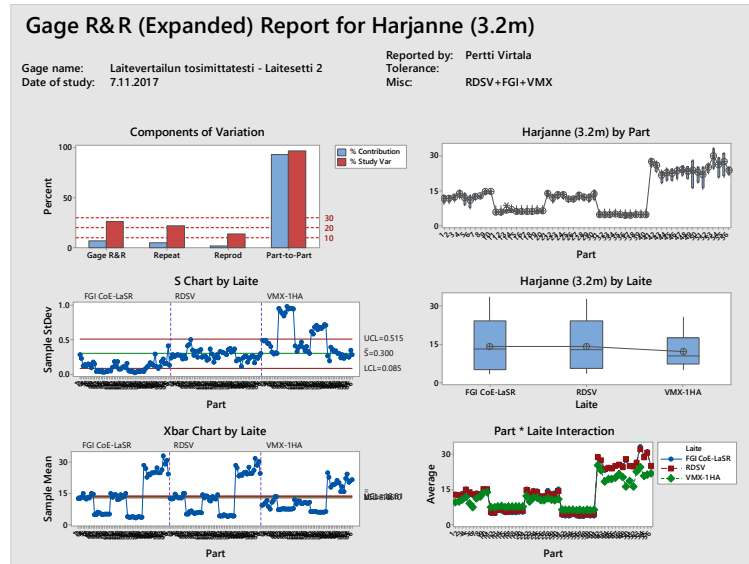 Gage R&R (Expanded) Report for Harjanne (3.2m)
Gage name: Laitevertailun tosimittatesti - Laitesetti 2
Date of study: 7.11.2017
Reported by: Pertti Virtala
Tolerance:
Misc: RDSV+FGI+VMX
Components of Variation
100
50
0
Percent
30
20
10
Gage R&R Repeat Reprod Part-to-Part
% Contribution
% Study Var
Harjanne (3.2m) by Part
30
15
0
Part
S Chart by Laite
FGI CoE-LaSR RDSV VMX-1HA
1.0
0.5
0.0
Sample StDev
UCL=0.515
S=0.300
LCL=0.085
Part
Harjanne (3.2m) by Laite
30
15
0
FGI CoE-LaSR RDSV VMX-1HA
Laite
Xbar Chart by Laite
FGI CoE-LaSR RDSV VMX-1HA
30
15
0
Sample Mean
Part
Part * Laite Interaction
30
15
0
Average
Part
Laite
FGI CoE-LaSR
RDSV
VMX-1HA